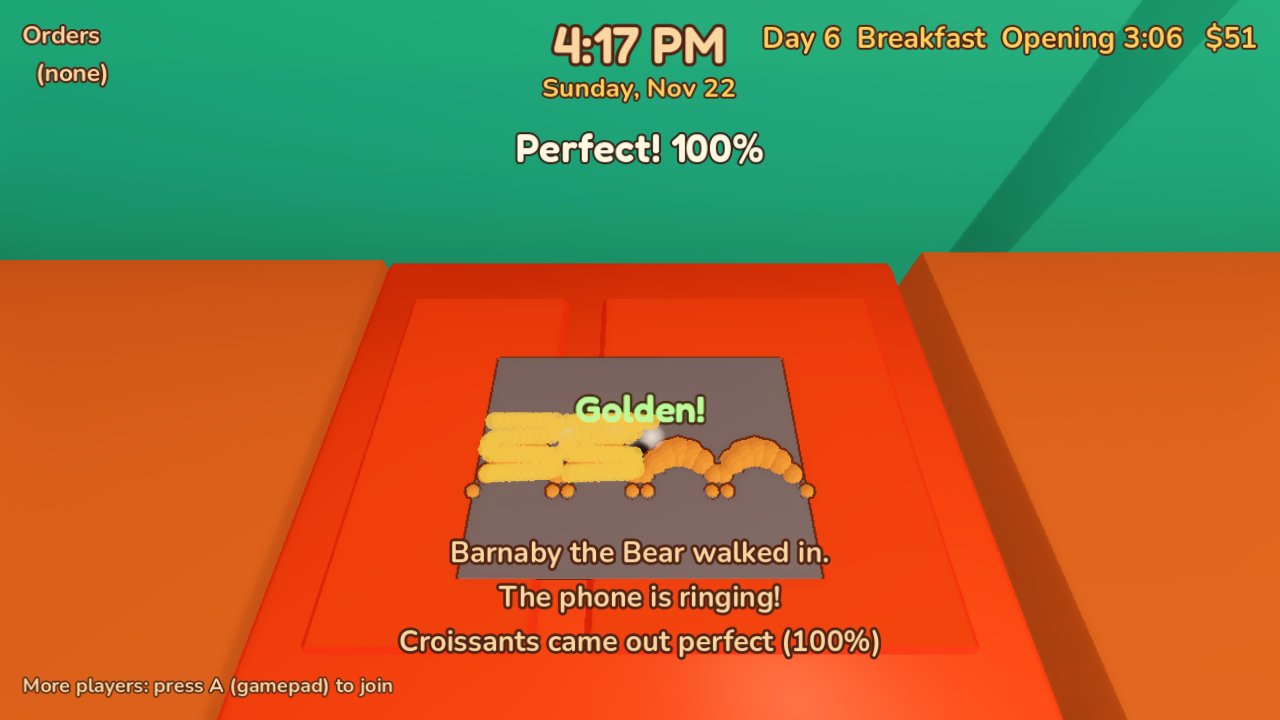 Orders
(none)
4:17 PM
Sunday, Nov 22
Day 6 Breakfast Opening 3:06 $51
Perfect! 100%
Golden!
Barnaby the Bear walked in.
The phone is ringing!
Croissants came out perfect (100%)
More players: press A (gamepad) to join